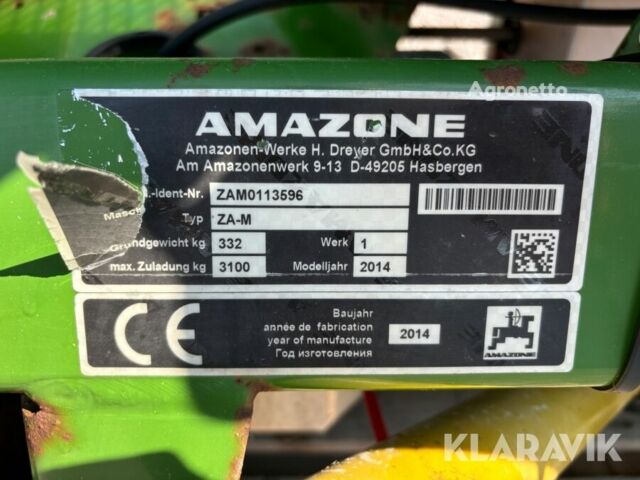 Agronetto
AMAZONE
Amazonen-Werke H. Dreyer GmbH&Co.KG
Am Amazonenwerk 9-13 D-49205 Hasbergen
-Ident-Nr. ZAM0113596
Typ ZA-M
Grundgewicht kg 332 Werk 1
max. Zuladung kg 3100 Modelljahr 2014
CE
Baujahr
année de fabrication
year of manufacture
Год изготовления
2014
AMAZONE
KLARAVIK